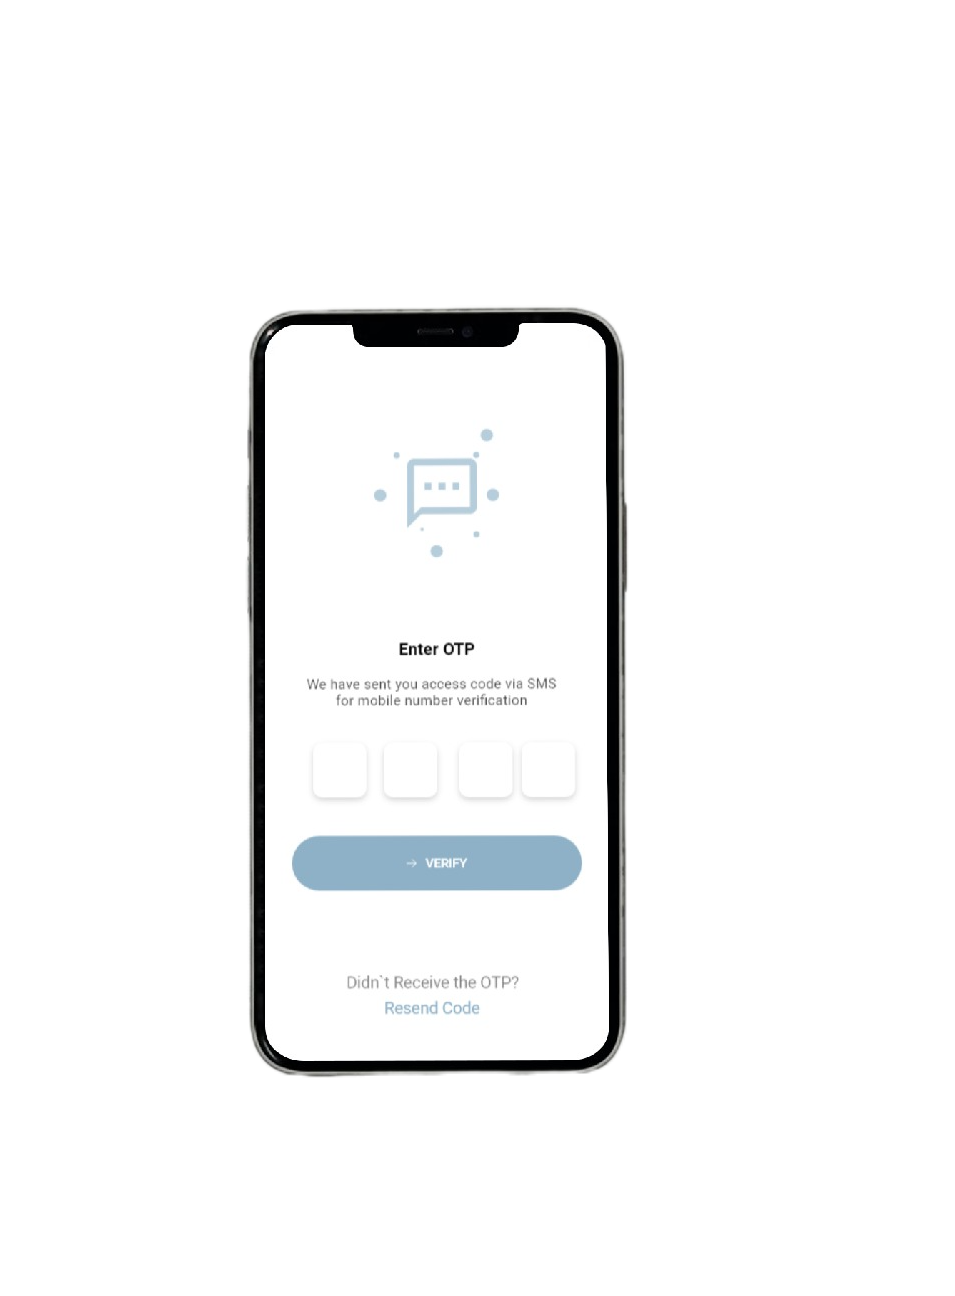 Enter OTP
We have sent you access code via SMS
for mobile number verification
→ VERIFY
Didn`t Receive the OTP?
Resend Code